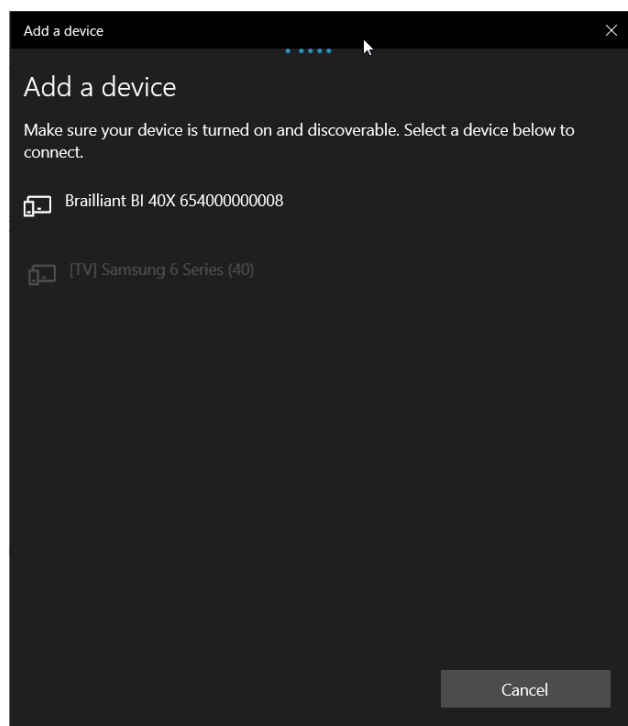 Add a device
Add a device
Make sure your device is turned on and discoverable. Select a device below to
connect.
Brailliant BI 40X 654000000008
[TV] Samsung 6 Series (40)
Cancel